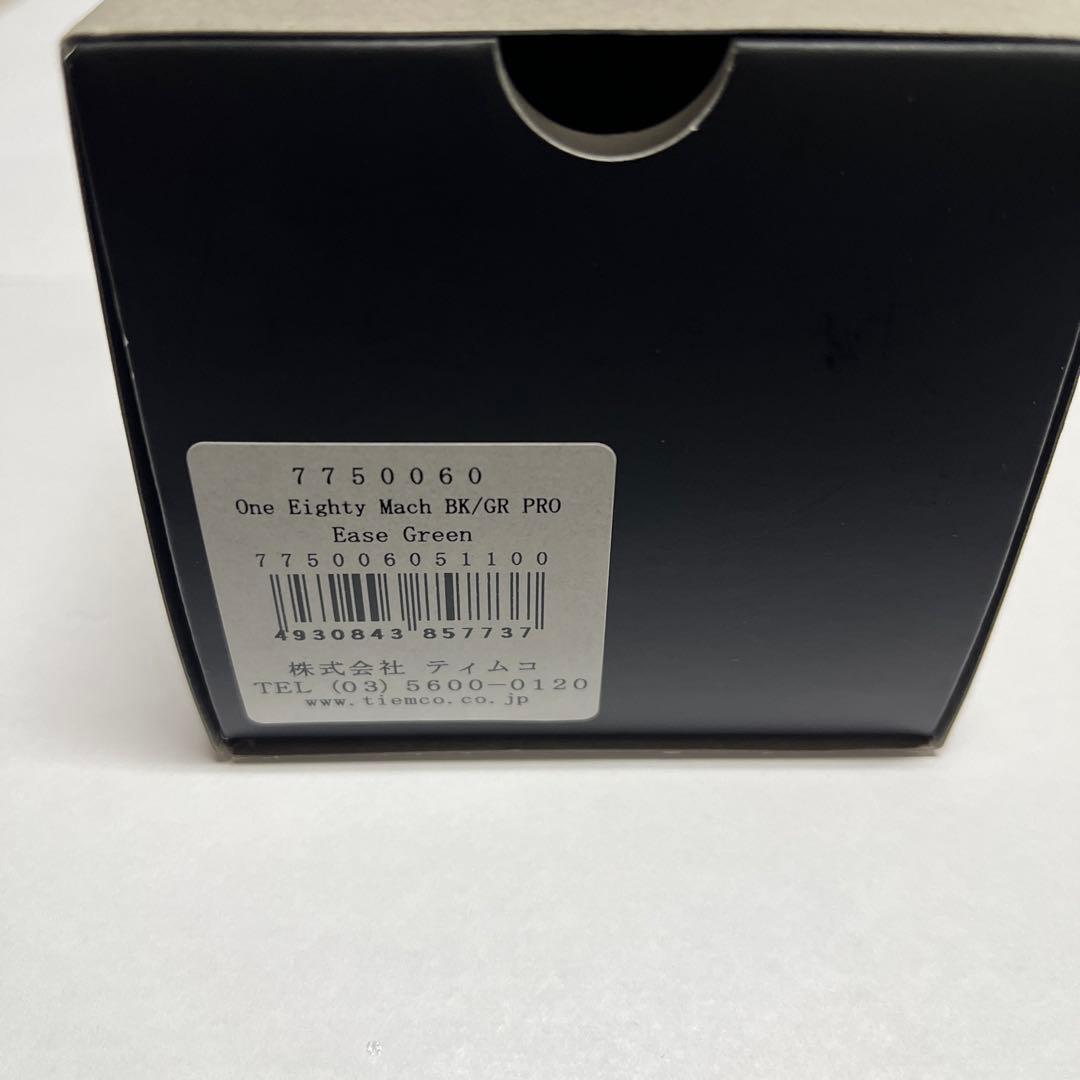 7750060
One Eighty Mach BK/GR PRO
Ease Green
775006051100
4930843 857737
株式会社 ティムコ
TEL (03) 5600-0120
www.tiemco.co.jp